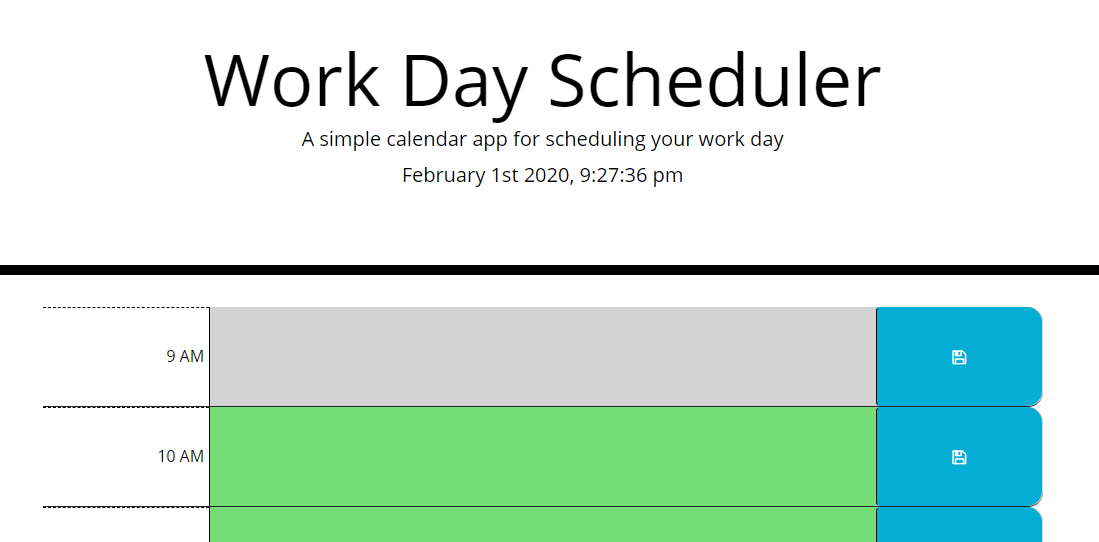 Work Day Scheduler
A simple calendar app for scheduling your work day
February 1st 2020, 9:27:36 pm
9 AM
10 AM